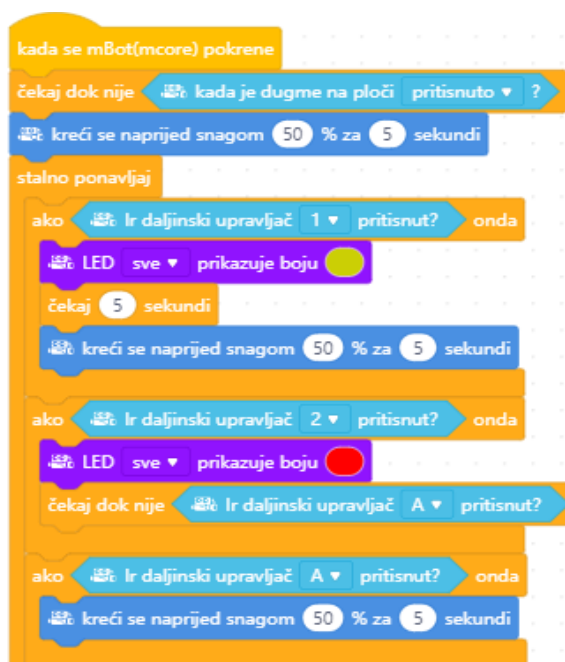 kada se mBot(mcore) pokrene
čekaj dok nije kada je dugme na ploči pritisnuto ?
kreći se naprijed snagom 50 % za 5 sekundi
stalno ponavljaj
ako Ir daljinski upravljač 1 pritisnut? onda
LED sve prikazuje boju
čekaj 5 sekundi
kreći se naprijed snagom 50 % za 5 sekundi
ako Ir daljinski upravljač 2 pritisnut? onda
LED sve prikazuje boju
čekaj dok nije Ir daljinski upravljač A pritisnut?
ako Ir daljinski upravljač A pritisnut? onda
kreći se naprijed snagom 50 % za 5 sekundi